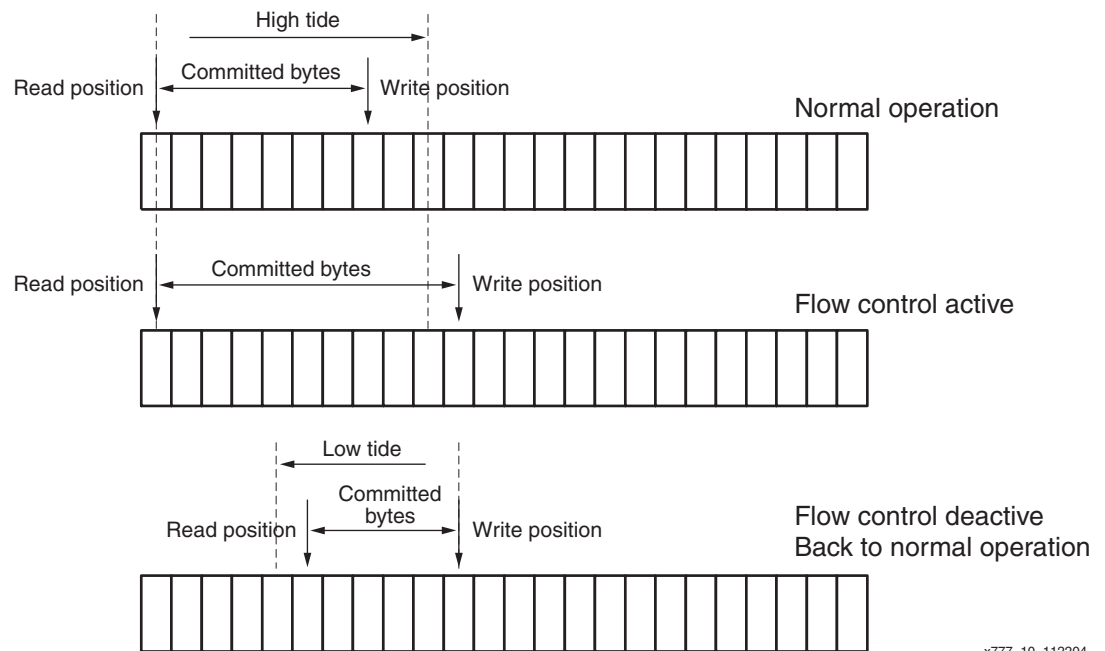 High tide
Committed bytes
Read position
Write position
Normal operation
Committed bytes
Read position
Write position
Flow control active
Low tide
Committed
bytes
Read position
Write position
Flow control deactive
Back to normal operation
x777_10_112204